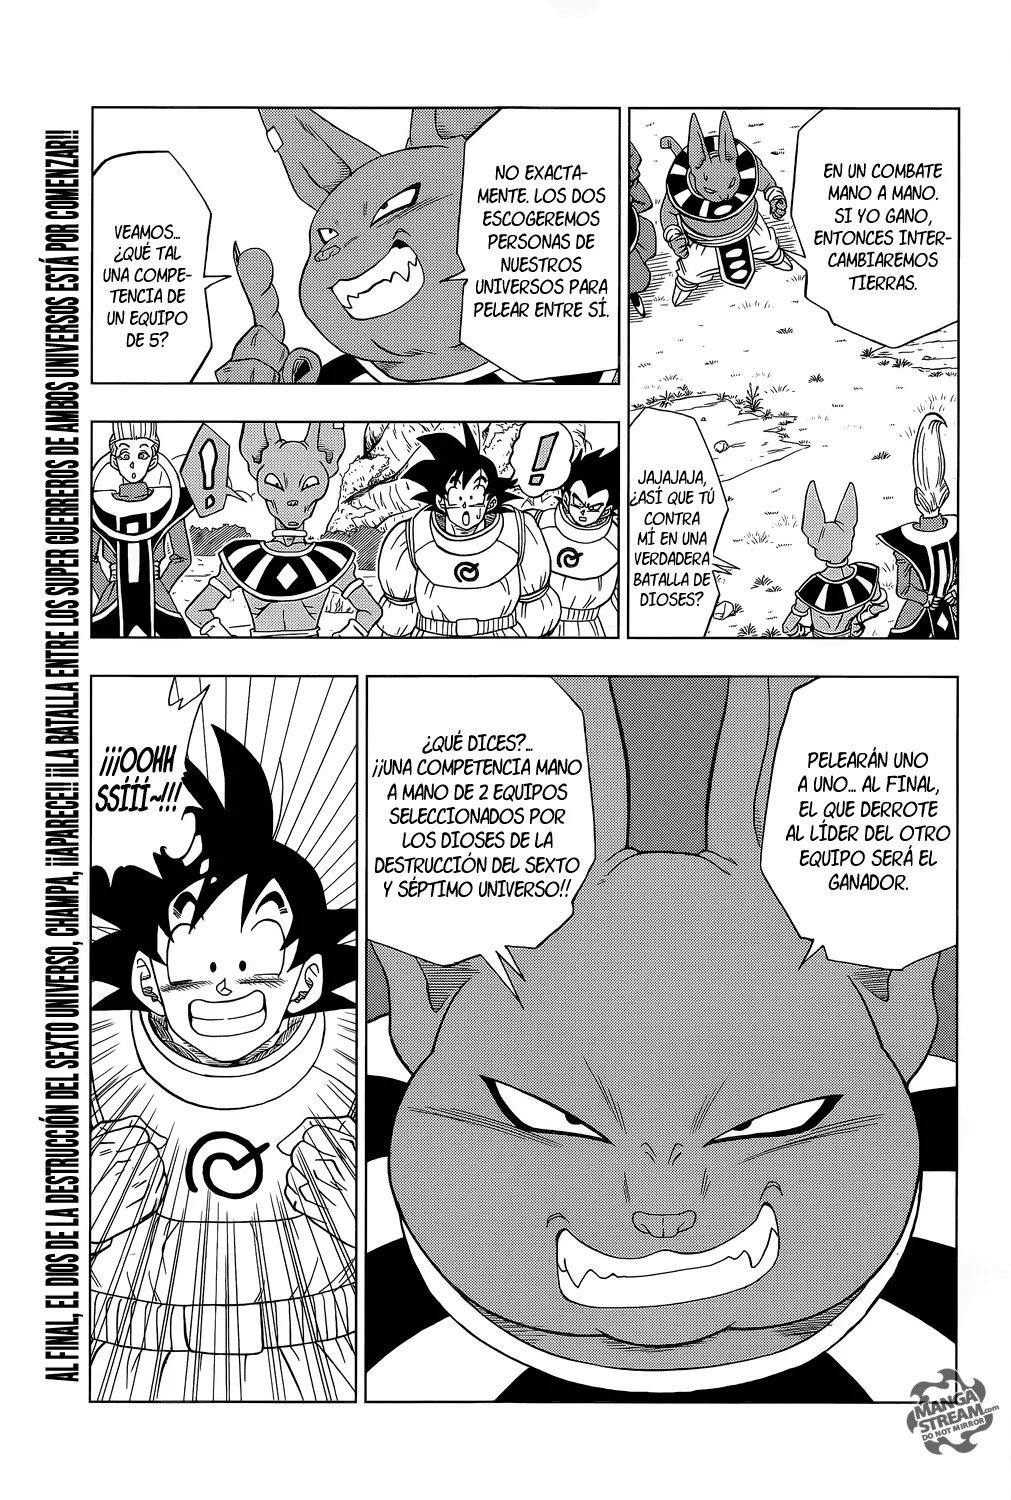 EN UN COMBATE
MANO A MANO.
SI YO GANO,
ENTONCES INTER-
CAMBIAREMOS
TIERRAS.
JAJAJAJA,
¿ASÍ QUE TÚ
CONTRA
MÍ EN UNA
VERDADERA
BATALLA DE
DIOSES?
NO EXACTA-
MENTE. LOS DOS
ESCOGEREMOS
PERSONAS DE
NUESTROS
UNIVERSOS PARA
PELEAR ENTRE SÍ.
VEAMOS...
¿QUÉ TAL
UNA COMPE-
TENCIA DE
UN EQUIPO
DE 5?
!
!
PELEARÁN UNO
A UNO... AL FINAL,
EL QUE DERROTE
AL LÍDER DEL OTRO
EQUIPO SERÁ EL
GANADOR.
¿QUÉ DICES?...
¡¡UNA COMPETENCIA MANO
A MANO DE 2 EQUIPOS
SELECCIONADOS POR
LOS DIOSES DE LA
DESTRUCCIÓN DEL SEXTO
Y SÉPTIMO UNIVERSO!!
¡¡¡OOHH
SSÍÍÍ~!!!
AL FINAL, EL DIOS DE LA DESTRUCCIÓN DEL SEXTO UNIVERSO, CHAMPA, ¡¡APARECE!! ¡¡LA BATALLA ENTRE LOS SUPER GUERREROS DE AMBOS UNIVERSOS ESTÁ POR COMENZAR!!
MANGA
STREAM.com
DO NOT MIRROR